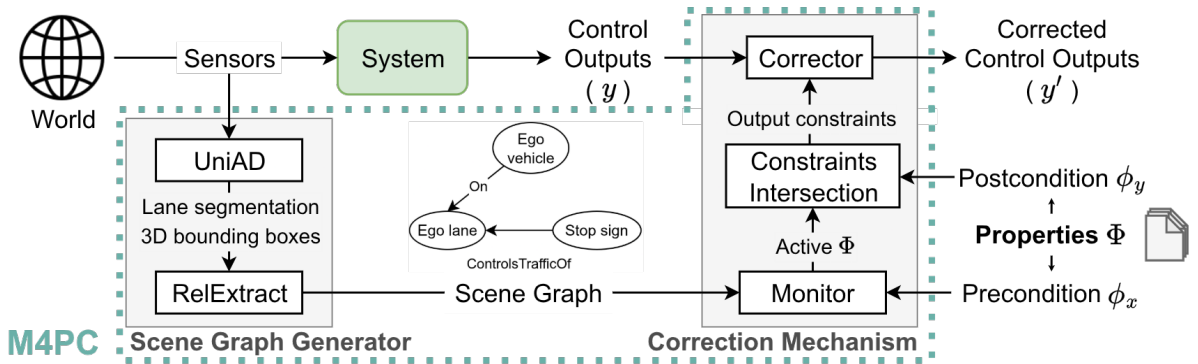 World
Sensors
System
Control
Outputs
( y )
Corrector
Corrected
Control Outputs
( y′ )
UniAD
Lane segmentation
3D bounding boxes
RelExtract
Scene Graph Generator
M4PC
Ego
vehicle
On
Ego lane
Stop sign
ControlsTrafficOf
Scene Graph
Output constraints
Constraints
Intersection
Active Φ
Monitor
Correction Mechanism
Postcondition ϕy
Properties Φ
Precondition ϕx